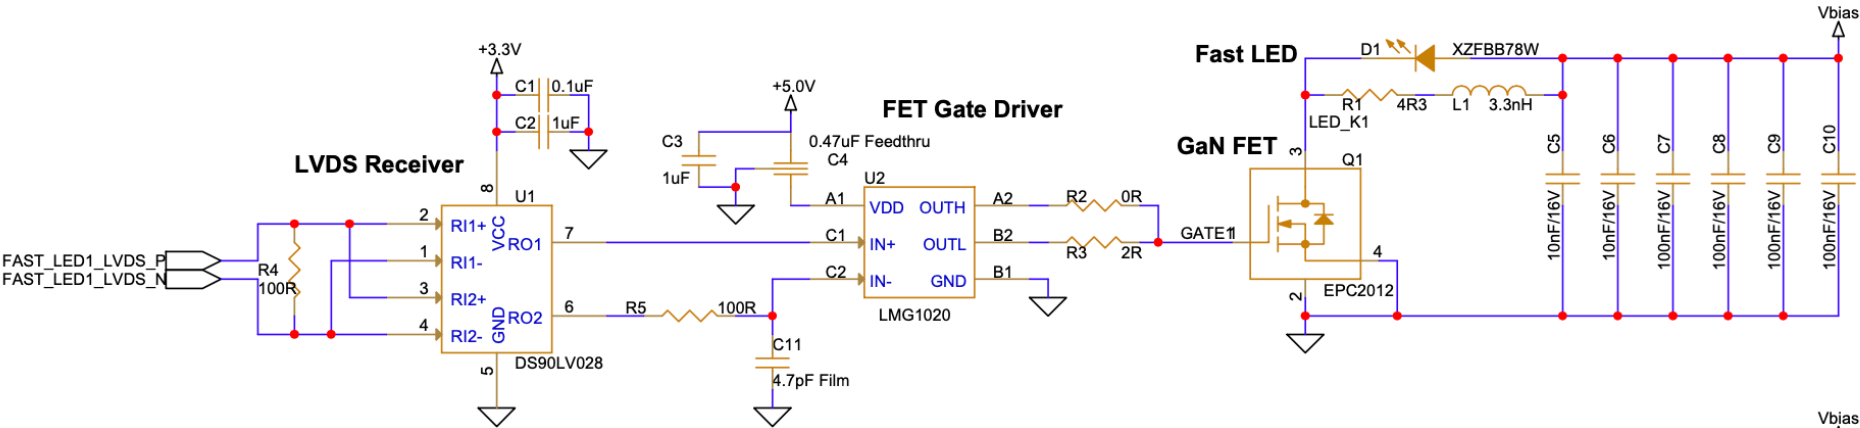 Vbias
+3.3V
Fast LED
D1
XZFBB78W
C1
0.1uF
+5.0V
R1
4R3
L1
3.3nH
C2
1uF
FET Gate Driver
LED_K1
C3
0.47uF Feedthru
GaN FET
3
Q1
C5
C6
C7
C8
C9
C10
LVDS Receiver
C4
1uF
U2
8
U1
A1
VDD
OUTH
A2
R2
0R
2
RI1+
VCC
RO1
7
C1
IN+
OUTL
B2
R3
2R
GATE1
1
10nF/16V
10nF/16V
100nF/16V
100nF/16V
100nF/16V
100nF/16V
FAST_LED1_LVDS_P
1
RI1-
4
FAST_LED1_LVDS_N
R4
100R
C2
IN-
GND
B1
3
RI2+
2
EPC2012
RO2
6
R5
100R
LMG1020
4
RI2-
GND
C11
5
DS90LV028
4.7pF Film
Vbias